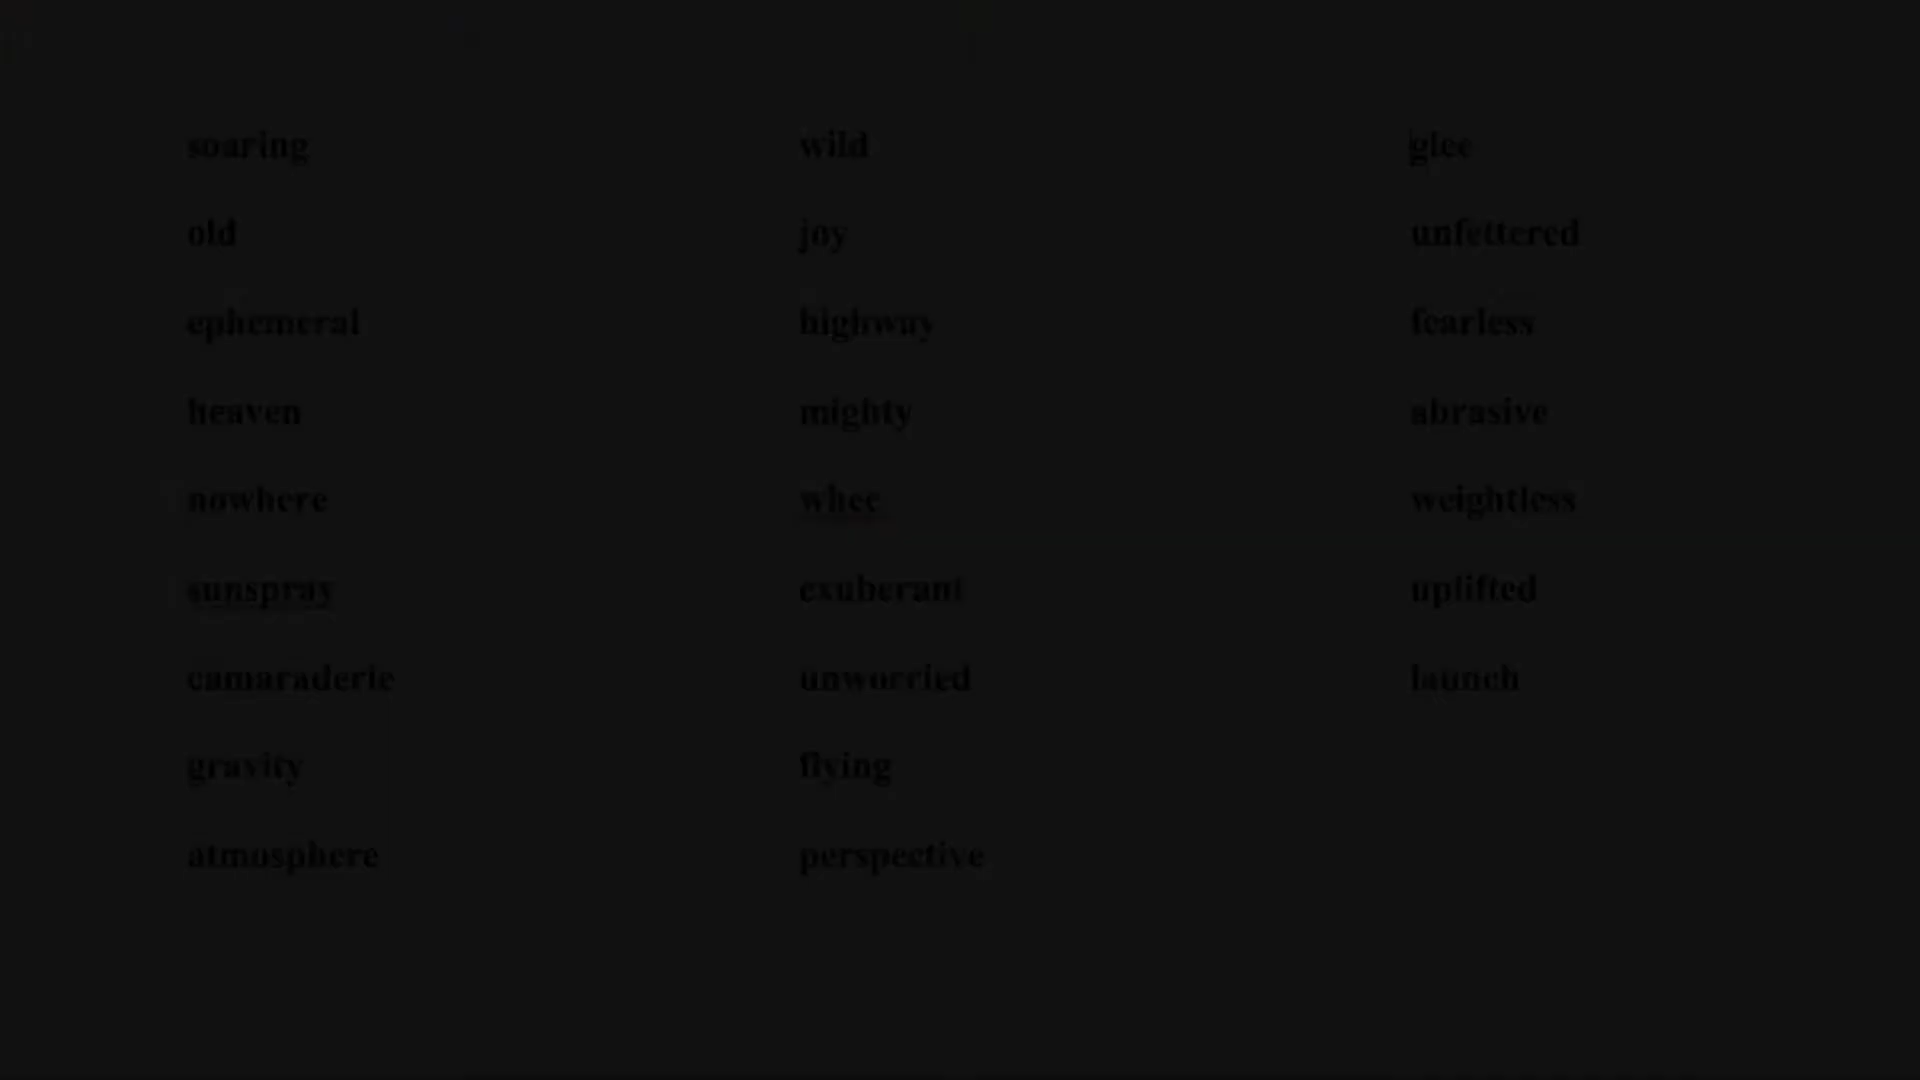 soaring
old
ephemeral
heaven
nowhere
sunspray
camaraderie
gravity
atmosphere
wild
joy
highway
mighty
whee
exuberant
unworried
flying
perspective
glee
unfettered
fearless
abrasive
weightless
uplifted
launch